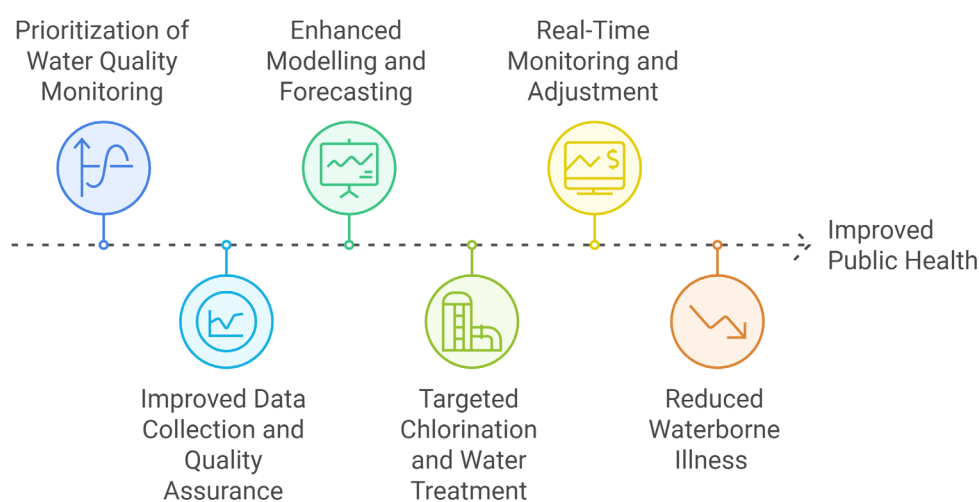 Prioritization of
Water Quality
Monitoring
Enhanced
Modelling and
Forecasting
Real-Time
Monitoring and
Adjustment
$
Improved
Public Health
Improved Data
Collection and
Quality
Assurance
Targeted
Chlorination
and Water
Treatment
Reduced
Waterborne
Illness